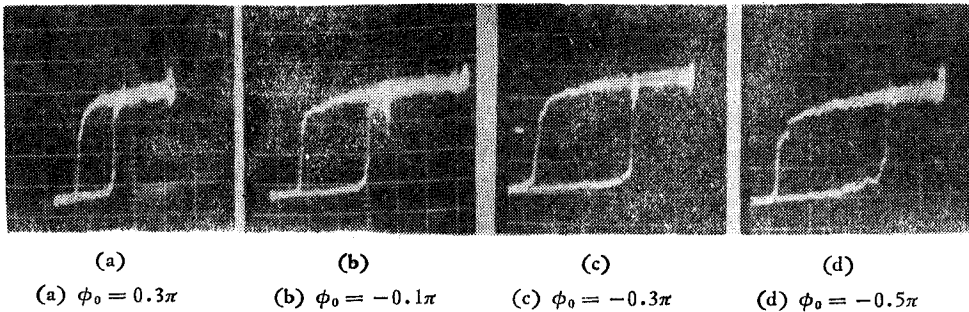 (a) (b) (c) (d)
(a) ϕ₀ = 0.3π (b) ϕ₀ = −0.1π (c) ϕ₀ = −0.3π (d) ϕ₀ = −0.5π